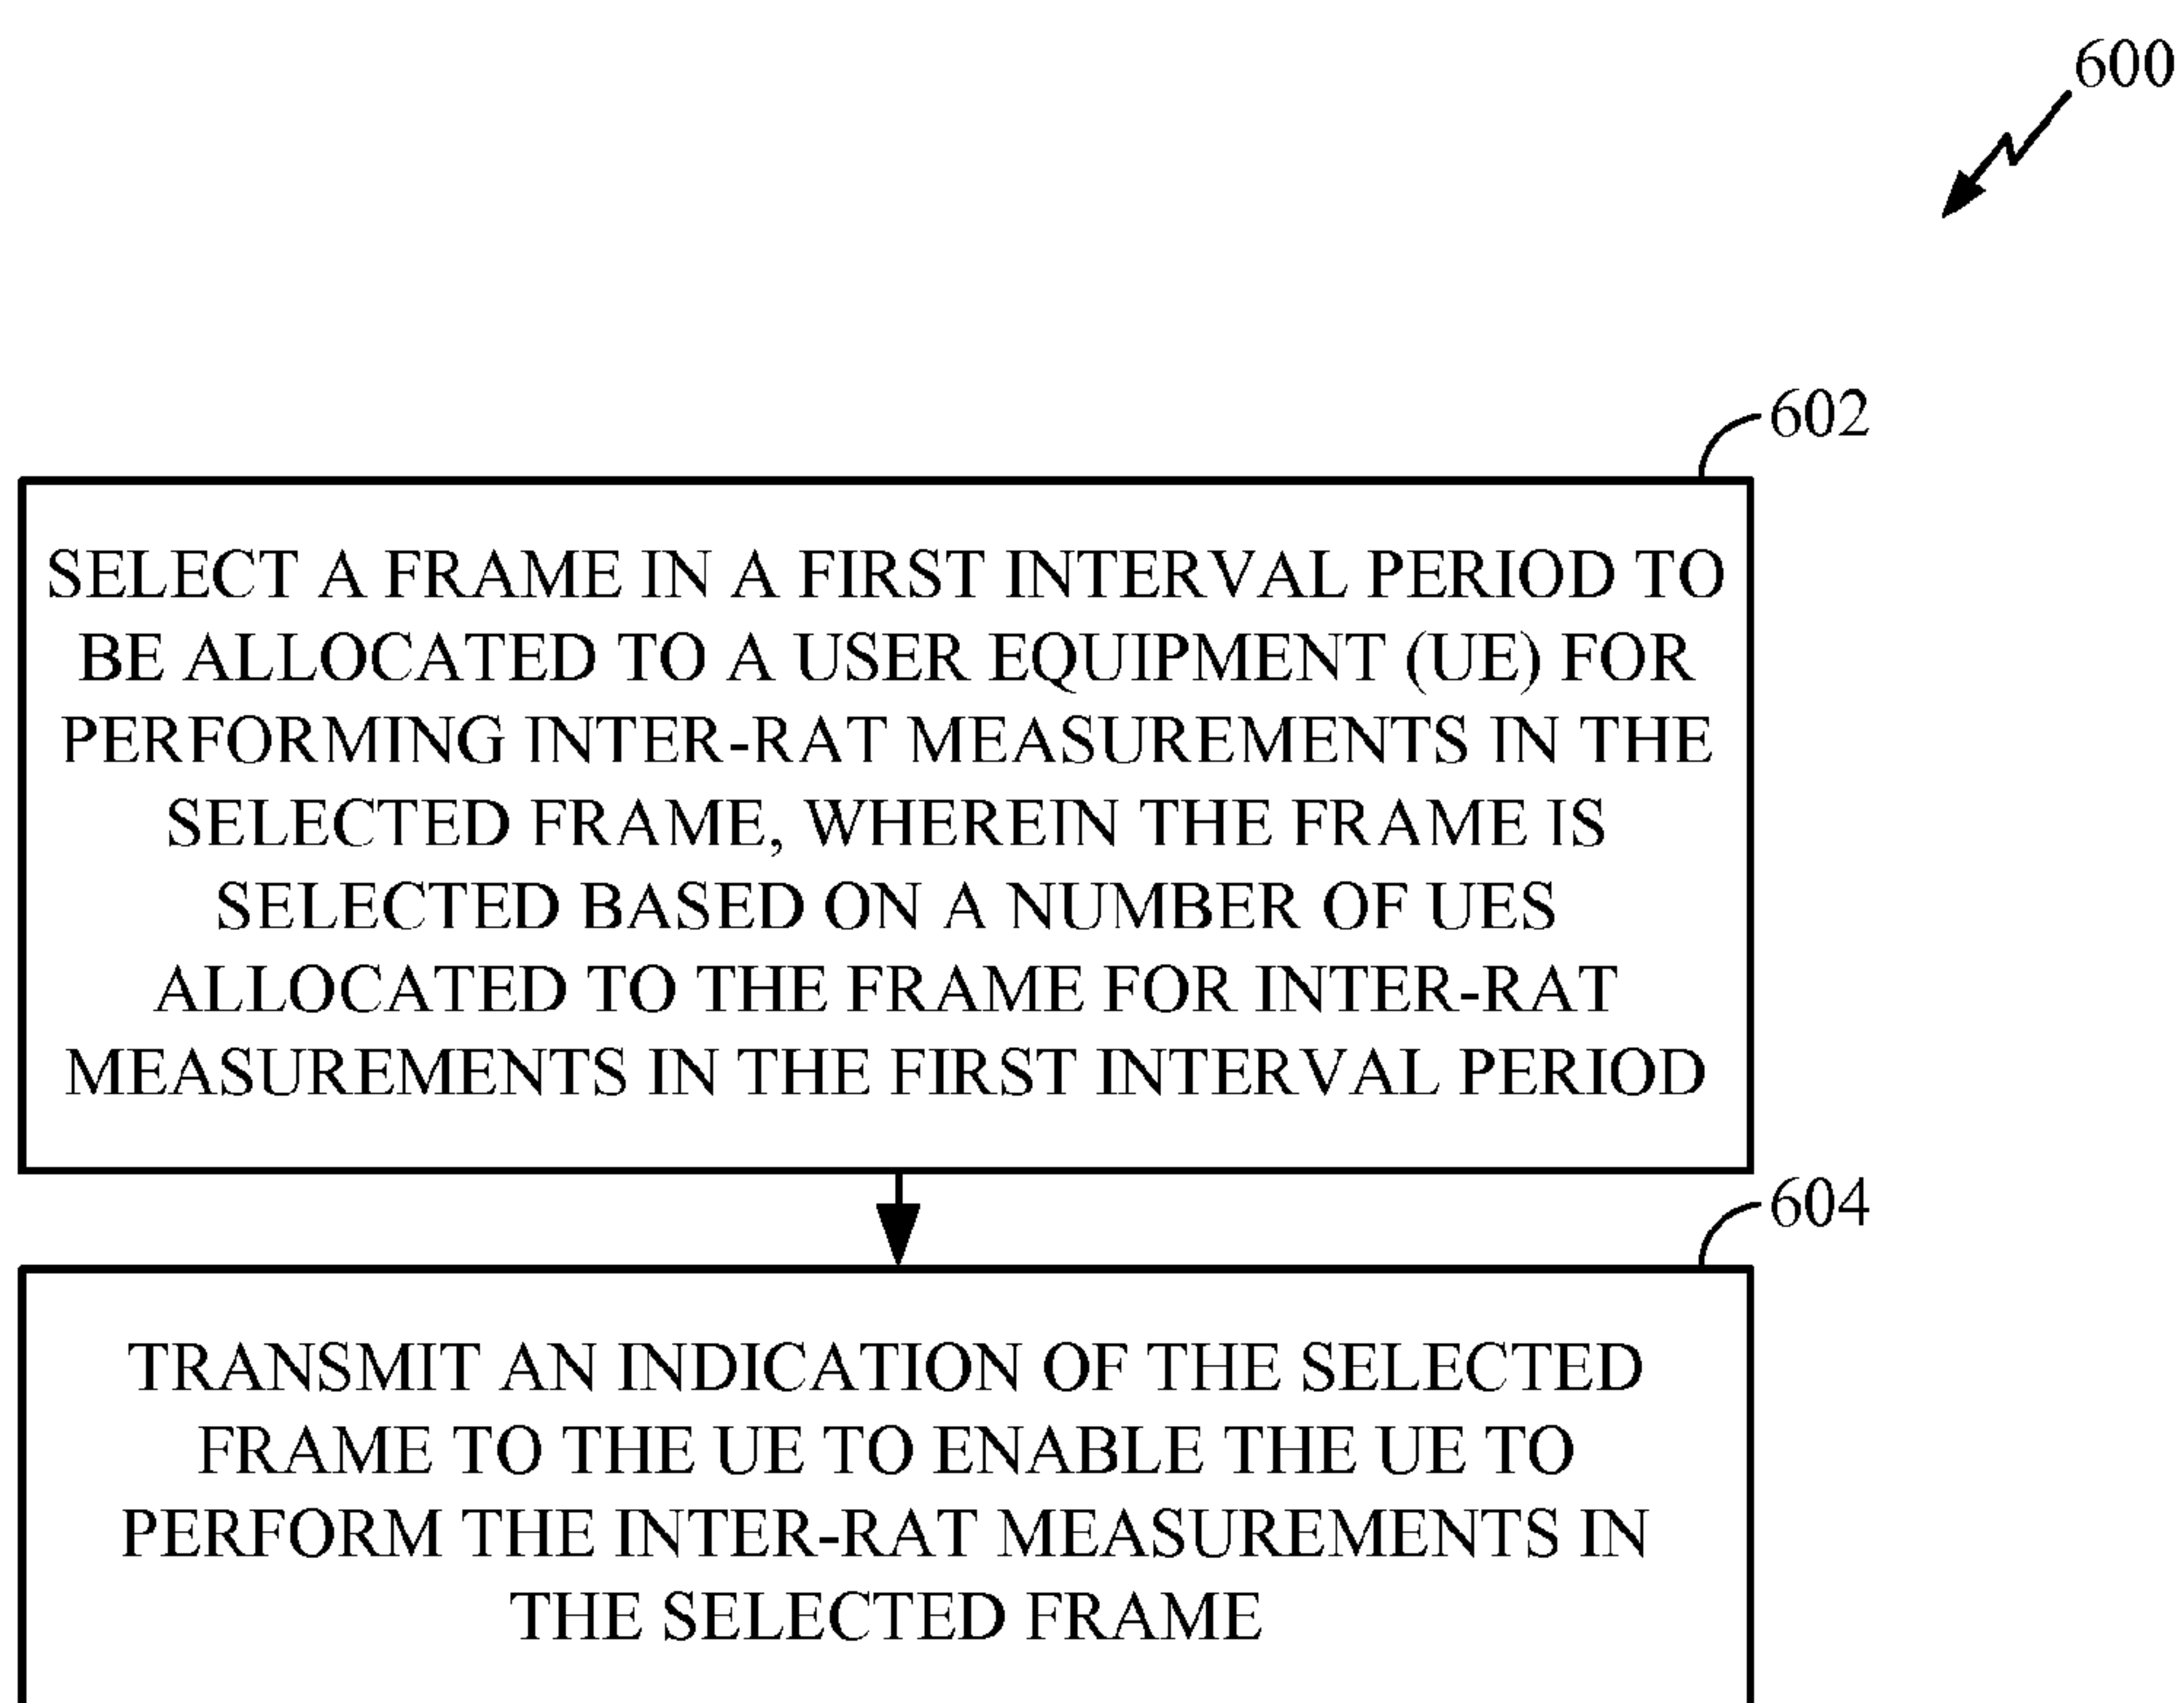 600
602
SELECT A FRAME IN A FIRST INTERVAL PERIOD TO
BE ALLOCATED TO A USER EQUIPMENT (UE) FOR
PERFORMING INTER-RAT MEASUREMENTS IN THE
SELECTED FRAME, WHEREIN THE FRAME IS
SELECTED BASED ON A NUMBER OF UES
ALLOCATED TO THE FRAME FOR INTER-RAT
MEASUREMENTS IN THE FIRST INTERVAL PERIOD
604
TRANSMIT AN INDICATION OF THE SELECTED
FRAME TO THE UE TO ENABLE THE UE TO
PERFORM THE INTER-RAT MEASUREMENTS IN
THE SELECTED FRAME